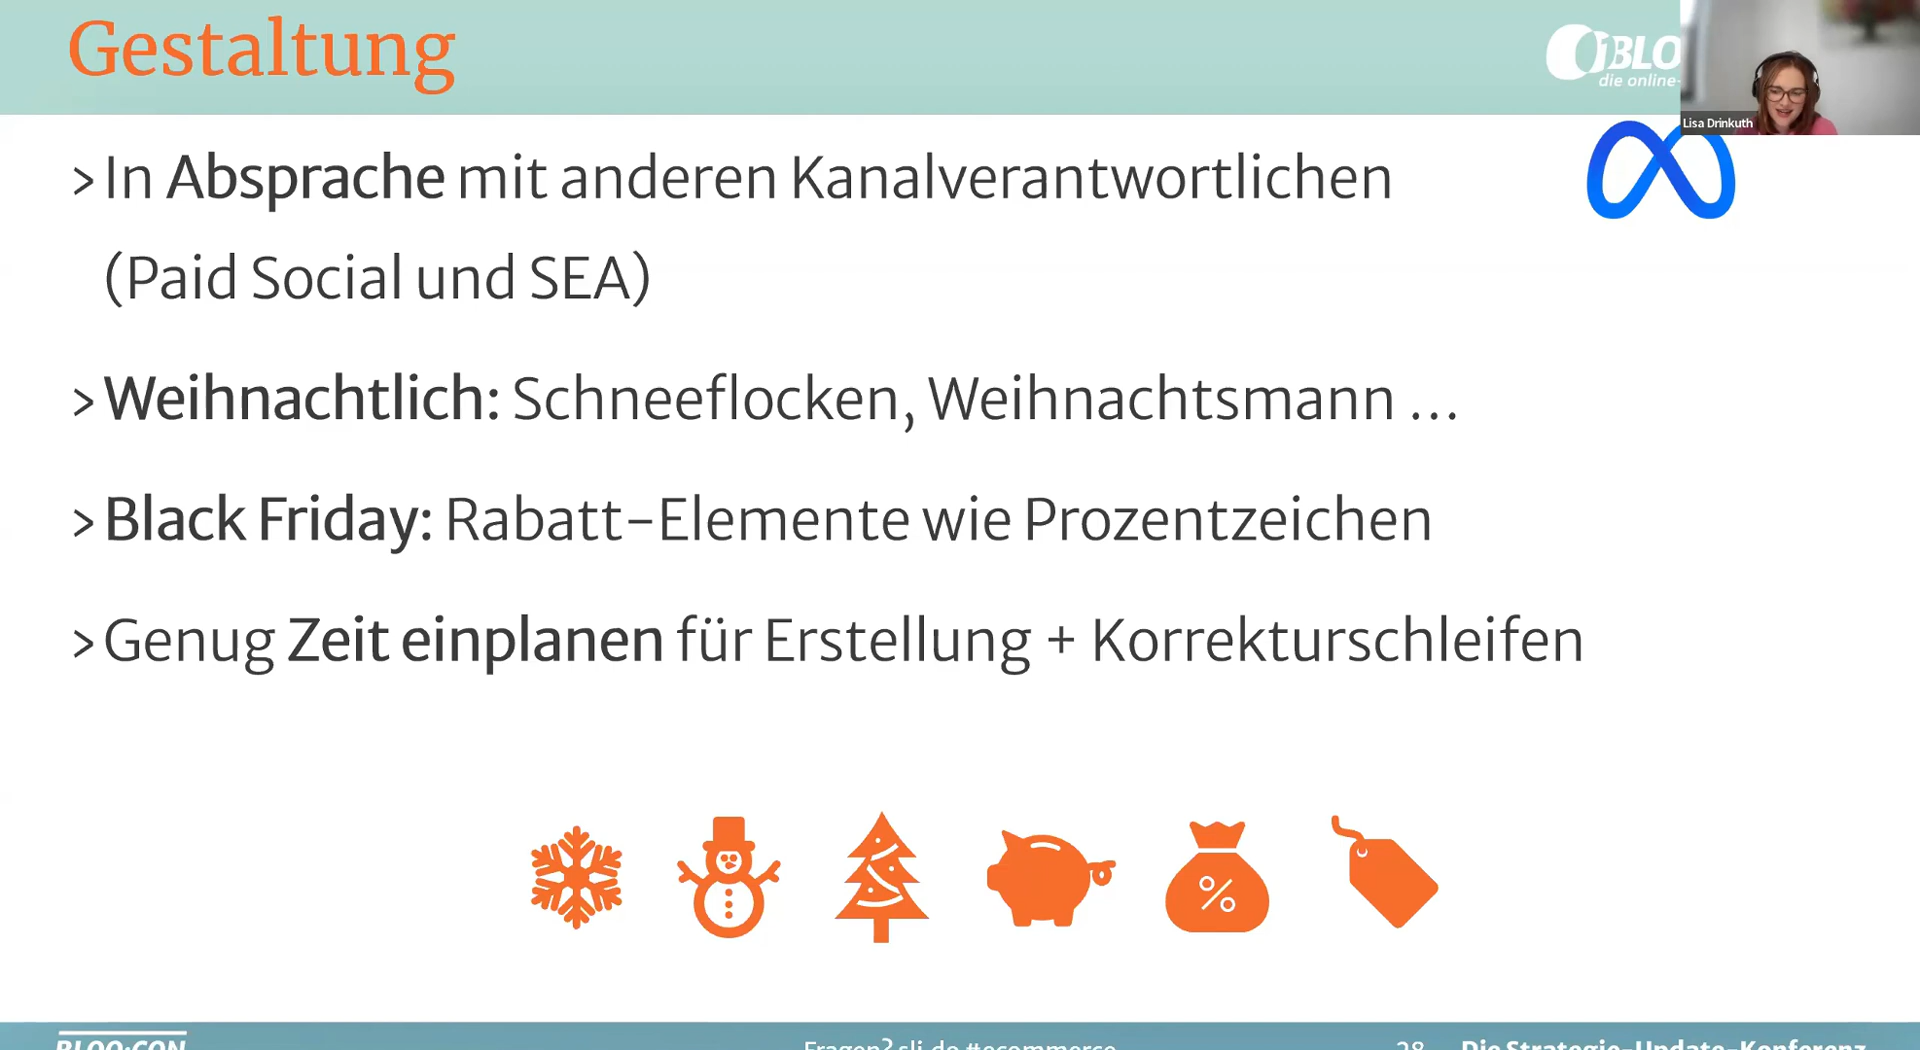 Gestaltung
BLO
die online-
Lisa Drinkuth
> In Absprache mit anderen Kanalverantwortlichen
(Paid Social und SEA)
> Weihnachtlich: Schneeflocken, Weihnachtsmann ...
> Black Friday: Rabatt-Elemente wie Prozentzeichen
> Genug Zeit einplanen für Erstellung + Korrekturschleifen
%
BLOO:CON
Fragen? sli.do #ecommerce
28
Die Strategie-Update-Konferenz